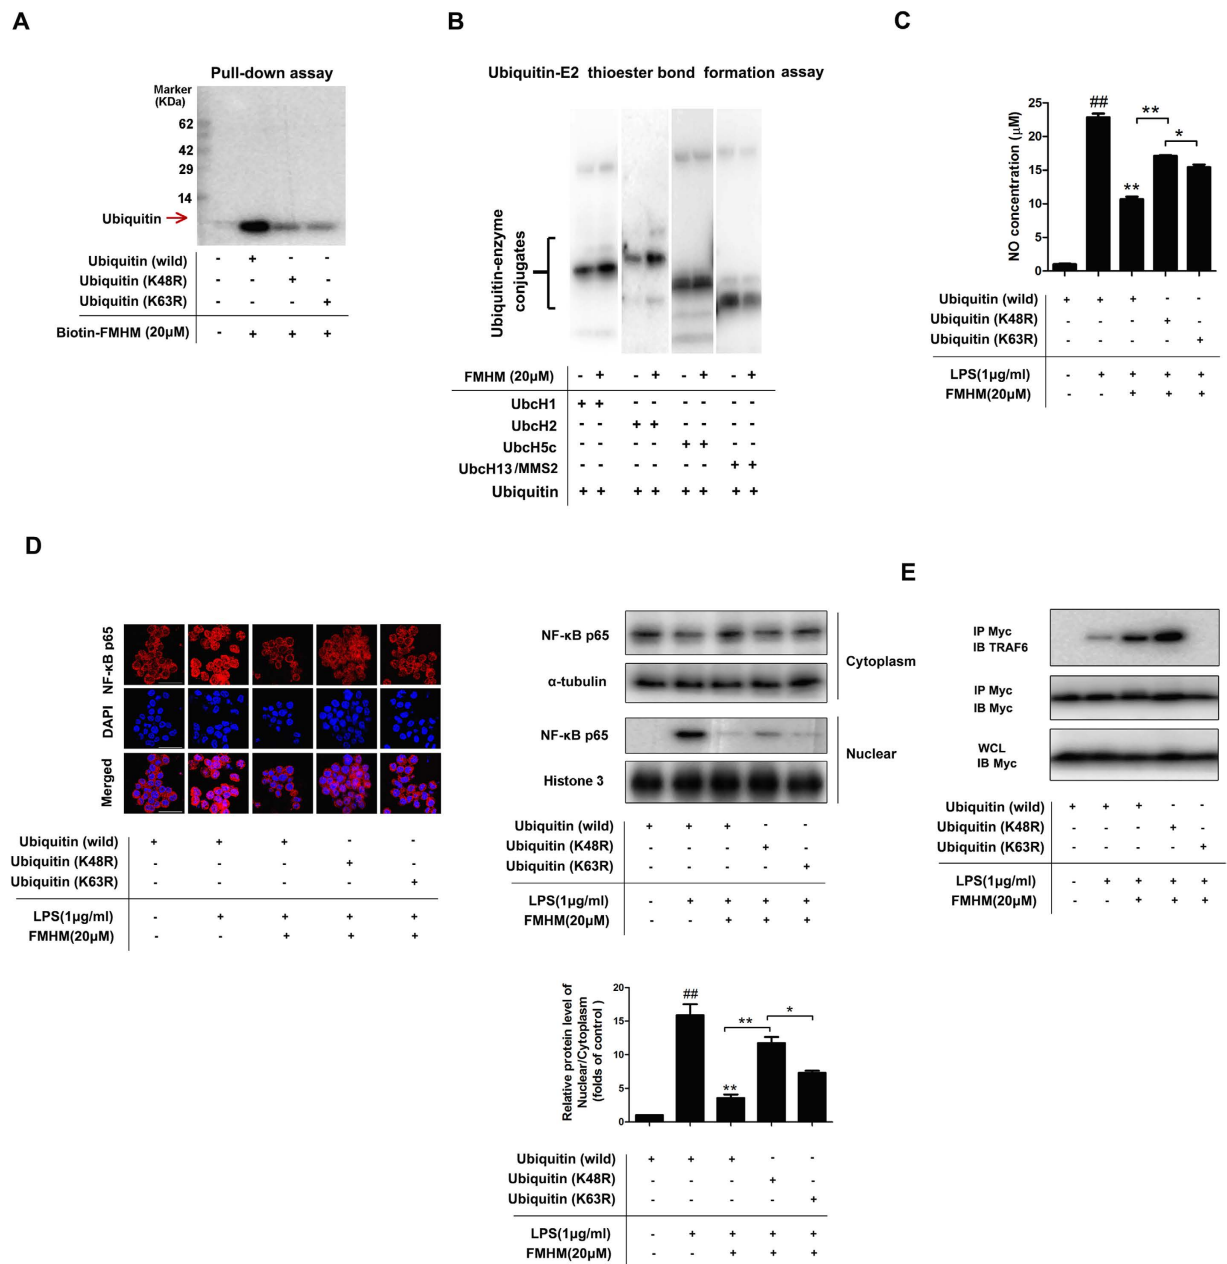 A
Pull-down assay
Marker
(KDa)
62
42
29
14
Ubiquitin
Ubiquitin (wild) - + - -
Ubiquitin (K48R) - - + -
Ubiquitin (K63R) - - - +
Biotin-FMHM (20μM) - + + +
B
Ubiquitin-E2 thioester bond formation assay
Ubiquitin-enzyme
conjugates
FMHM (20μM) - + - + - + - +
UbcH1 + + - - - - - -
UbcH2 - - + + - - - -
UbcH5c - - - - + + - -
UbcH13/MMS2 - - - - - - + +
Ubiquitin + + + + + + + +
C
NO concentration (μM)
25
20
15
10
5
0
##
**
**
*
Ubiquitin (wild) + + + - -
Ubiquitin (K48R) - - - + -
Ubiquitin (K63R) - - - - +
LPS(1μg/ml) - + + + +
FMHM(20μM) - - + + +
D
NF-κB p65
DAPI
Merged
Ubiquitin (wild) + + + - -
Ubiquitin (K48R) - - - + -
Ubiquitin (K63R) - - - - +
LPS(1μg/ml) - + + + +
FMHM(20μM) - - + + +
NF-κB p65
α-tubulin
Cytoplasm
NF-κB p65
Histone 3
Nuclear
Ubiquitin (wild) + + + - -
Ubiquitin (K48R) - - - + -
Ubiquitin (K63R) - - - - +
LPS(1μg/ml) - + + + +
FMHM(20μM) - - + + +
Relative protein level of
Nuclear/Cytoplasm
(folds of control )
20
15
10
5
0
##
**
**
*
Ubiquitin (wild) + + + - -
Ubiquitin (K48R) - - - + -
Ubiquitin (K63R) - - - - +
LPS(1μg/ml) - + + + +
FMHM(20μM) - - + + +
E
IP Myc
IB TRAF6
IP Myc
IB Myc
WCL
IB Myc
Ubiquitin (wild) + + + - -
Ubiquitin (K48R) - - - + -
Ubiquitin (K63R) - - - - +
LPS(1μg/ml) - + + + +
FMHM(20μM) - - + + +